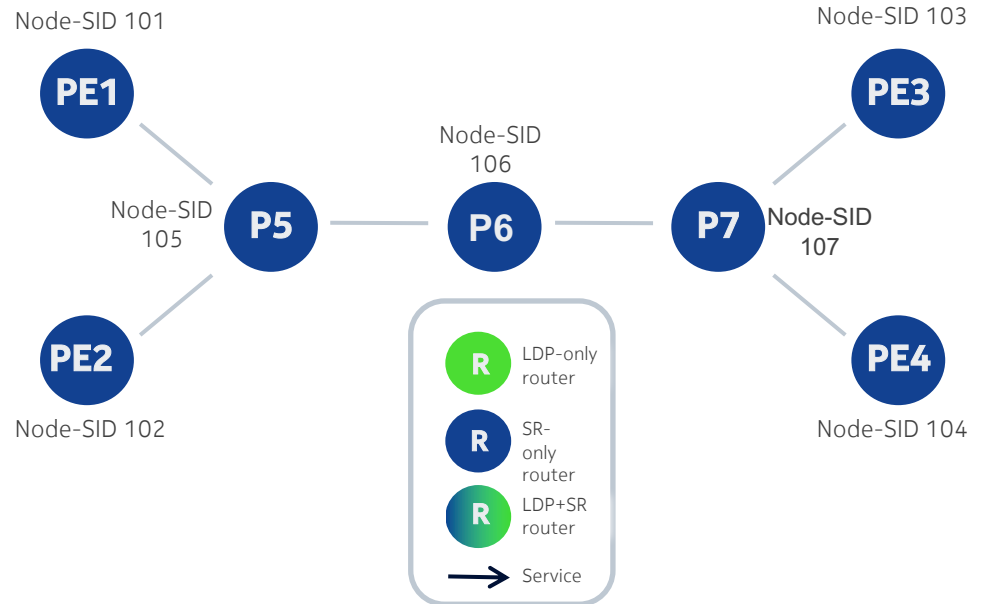 Node-SID 101
Node-SID 103
PE1
PE3
Node-SID
106
Node-SID
105
P5
P6
P7
Node-SID
107
PE2
PE4
Node-SID 102
Node-SID 104
R
LDP-only
router
R
SR-
only
router
R
LDP+SR
router
Service